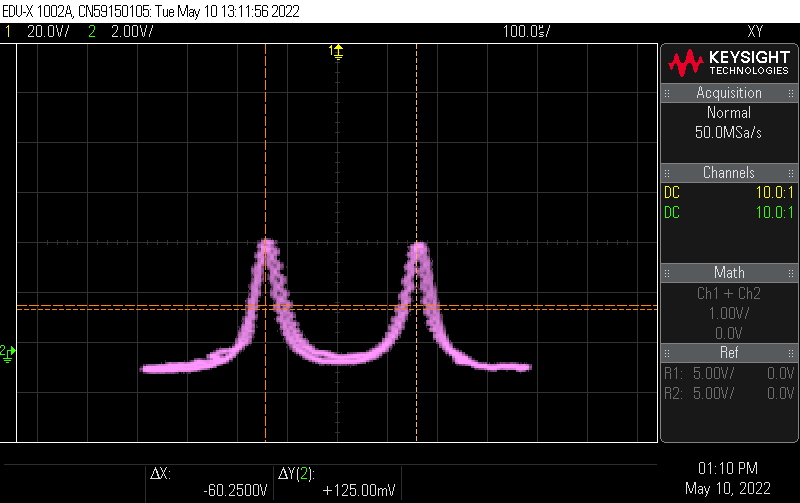 EDU-X 1002A, CN59150105: Tue May 10 13:11:56 2022
1 20.0V/ 2 2.00V/ 100.0s/ XY
1
KEYSIGHT
TECHNOLOGIES
Acquisition
Normal
50.0MSa/s
Channels
DC 10.0:1
DC 10.0:1
Math
Ch1 + Ch2
1.00V/
0.0V
2
Ref
R1: 5.00V/ 0.0V
R2: 5.00V/ 0.0V
ΔX:
-60.2500V
ΔY(2):
+125.00mV
01:10 PM
May 10, 2022